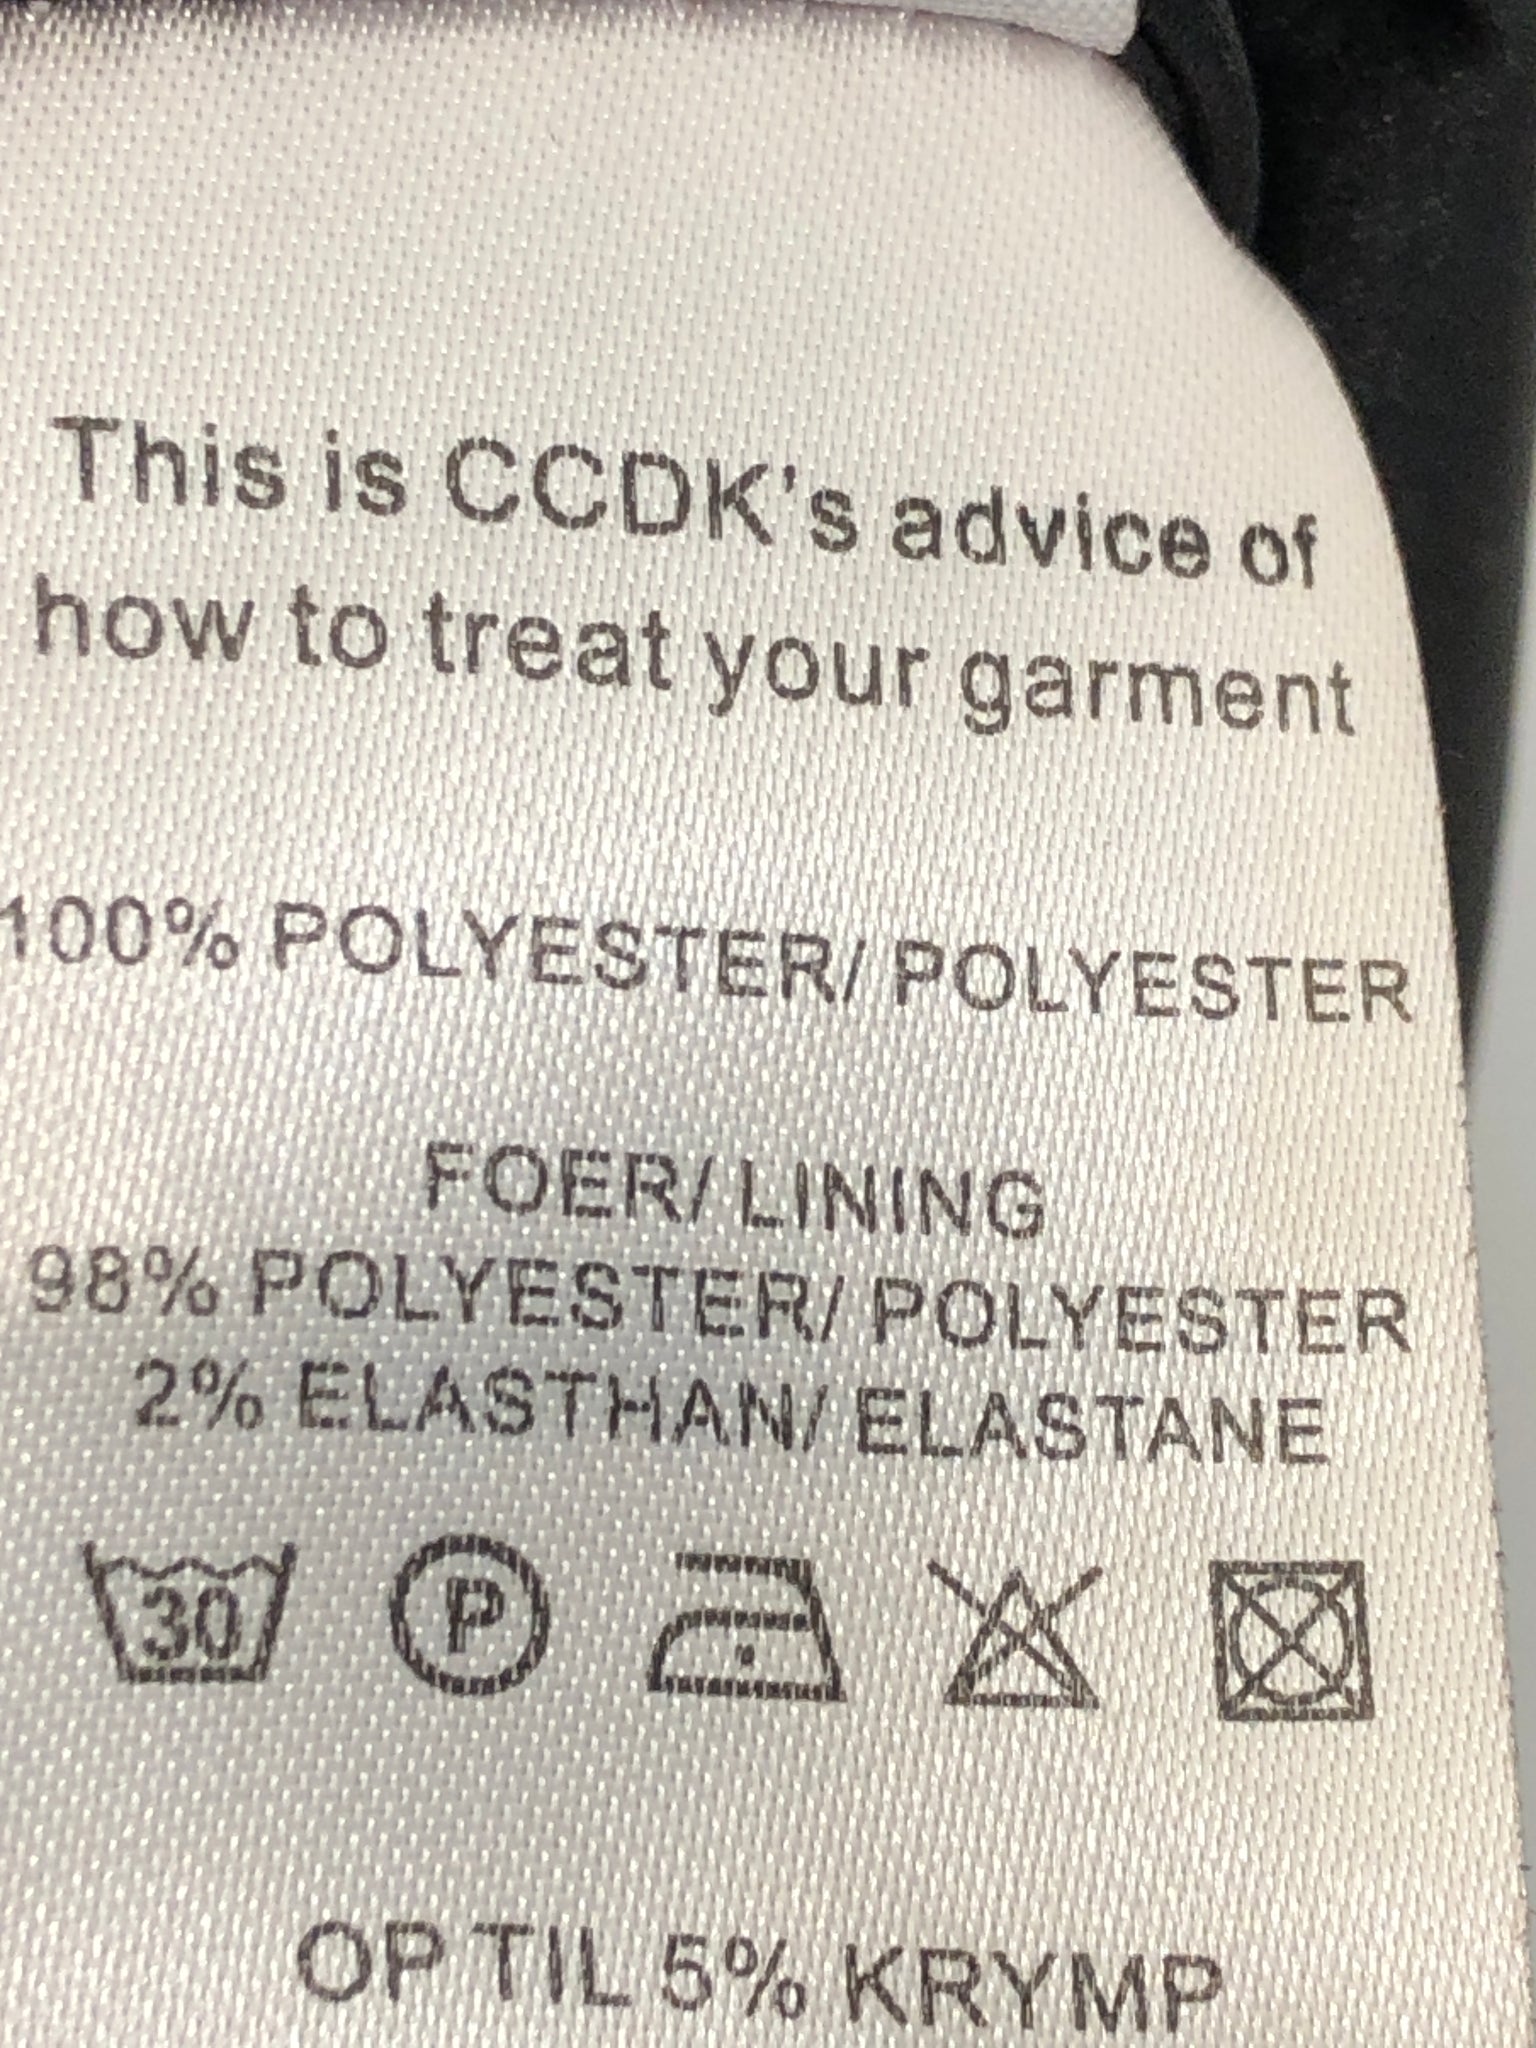 This is CCDK's advice of
how to treat your garment
100% POLYESTER/ POLYESTER
FOER/ LINING
98% POLYESTER/ POLYESTER
2% ELASTHAN/ ELASTANE
30 P
OP TIL 5% KRYMP